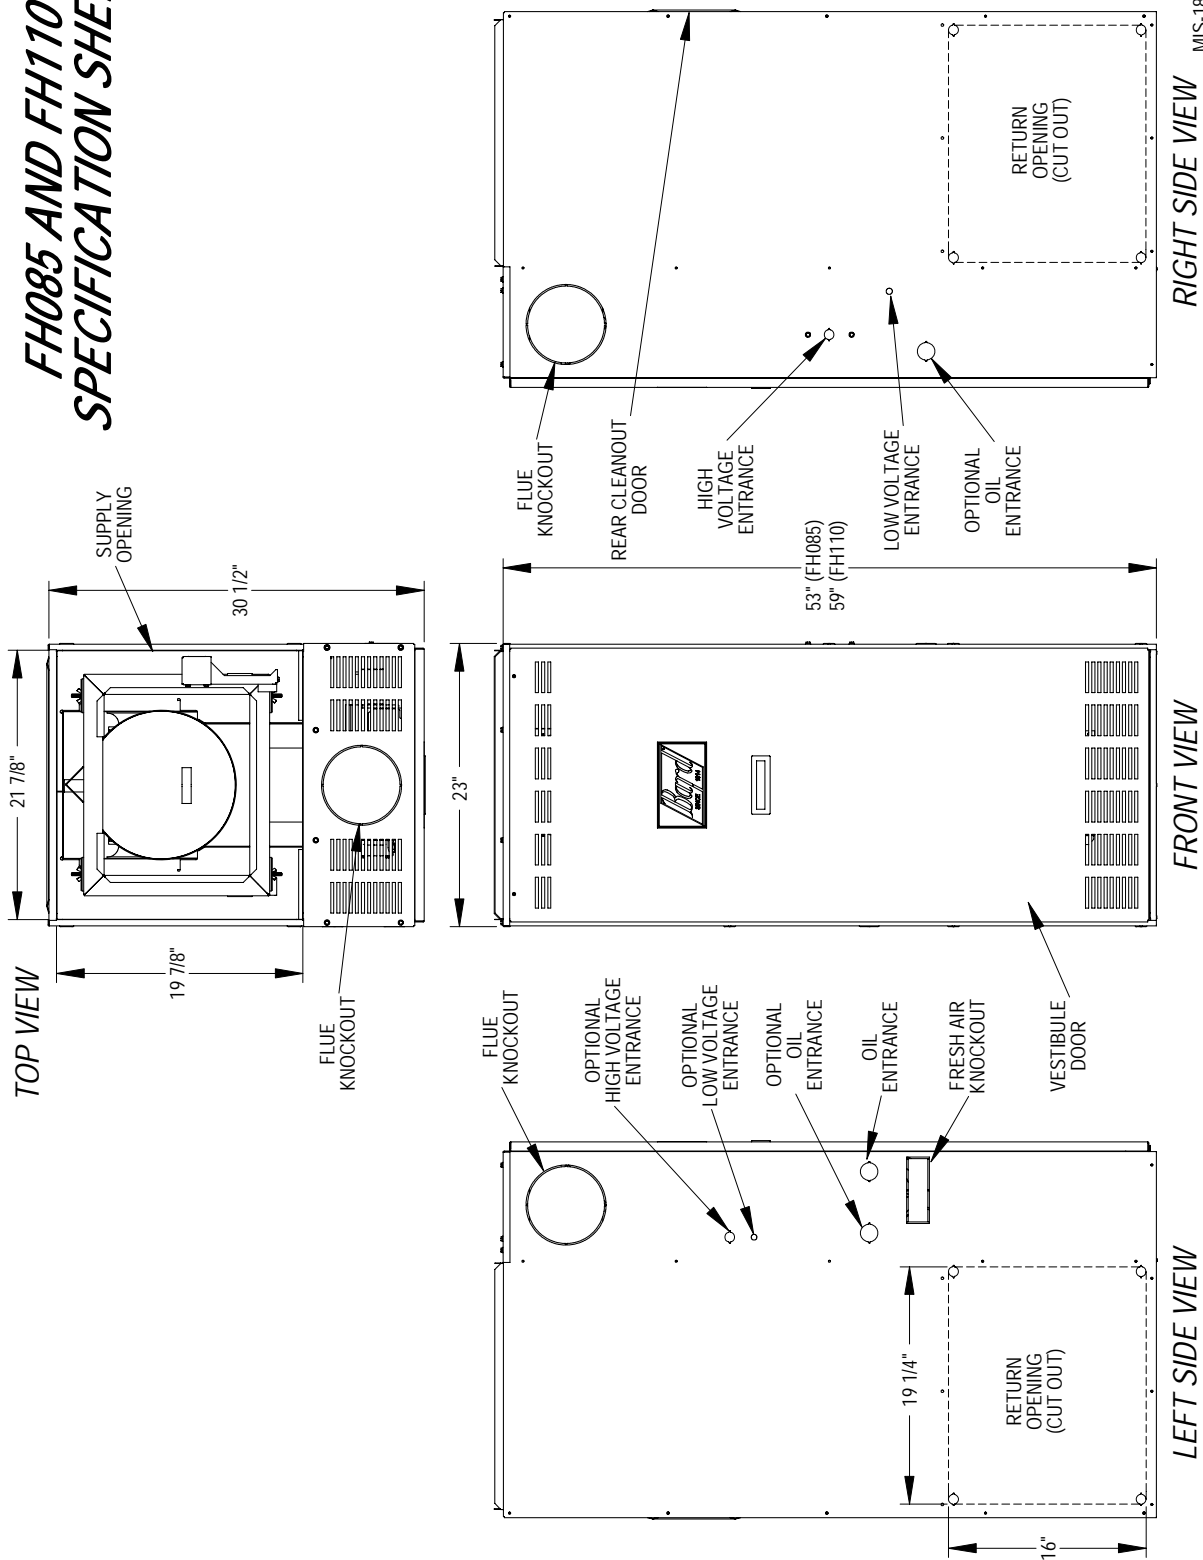 FH085 AND FH110
SPECIFICATION
TOP VIEW
21 7/8"
19 7/8"
30 1/2"
SUPPLY
OPENING
FLUE
KNOCKOUT
23"
LEFT SIDE VIEW
16"
19 1/4"
RETURN
OPENING
(CUT OUT)
FLUE
KNOCKOUT
OPTIONAL
HIGH VOLTAGE
ENTRANCE
OPTIONAL
LOW VOLTAGE
ENTRANCE
OPTIONAL
OIL
ENTRANCE
OIL
ENTRANCE
FRESH AIR
KNOCKOUT
VESTIBULE
DOOR
FRONT VIEW
Bard
53" (FH085)
59" (FH110)
FLUE
KNOCKOUT
REAR CLEANOUT
DOOR
HIGH
VOLTAGE
ENTRANCE
LOW VOLTAGE
ENTRANCE
OPTIONAL
OIL
ENTRANCE
RETURN
OPENING
(CUT OUT)
RIGHT SIDE VIEW